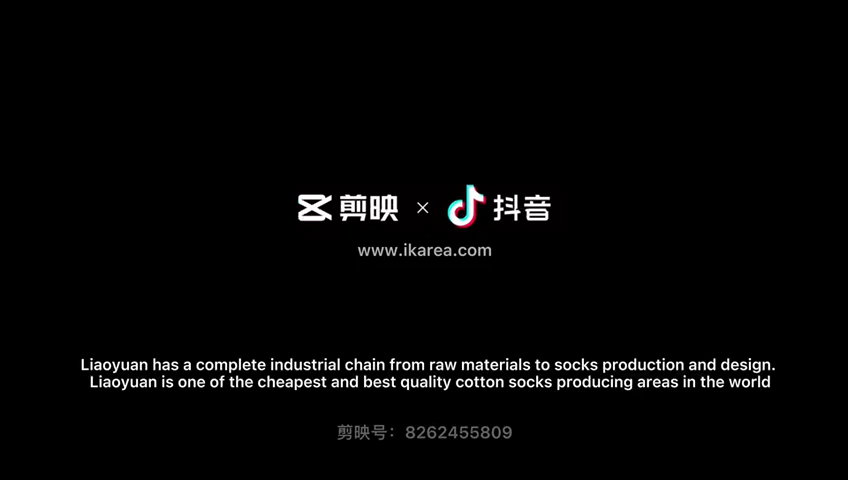 剪映 × 抖音
www.ikarea.com
Liaoyuan has a complete industrial chain from raw materials to socks production and design.
Liaoyuan is one of the cheapest and best quality cotton socks producing areas in the world
剪映号：8262455809